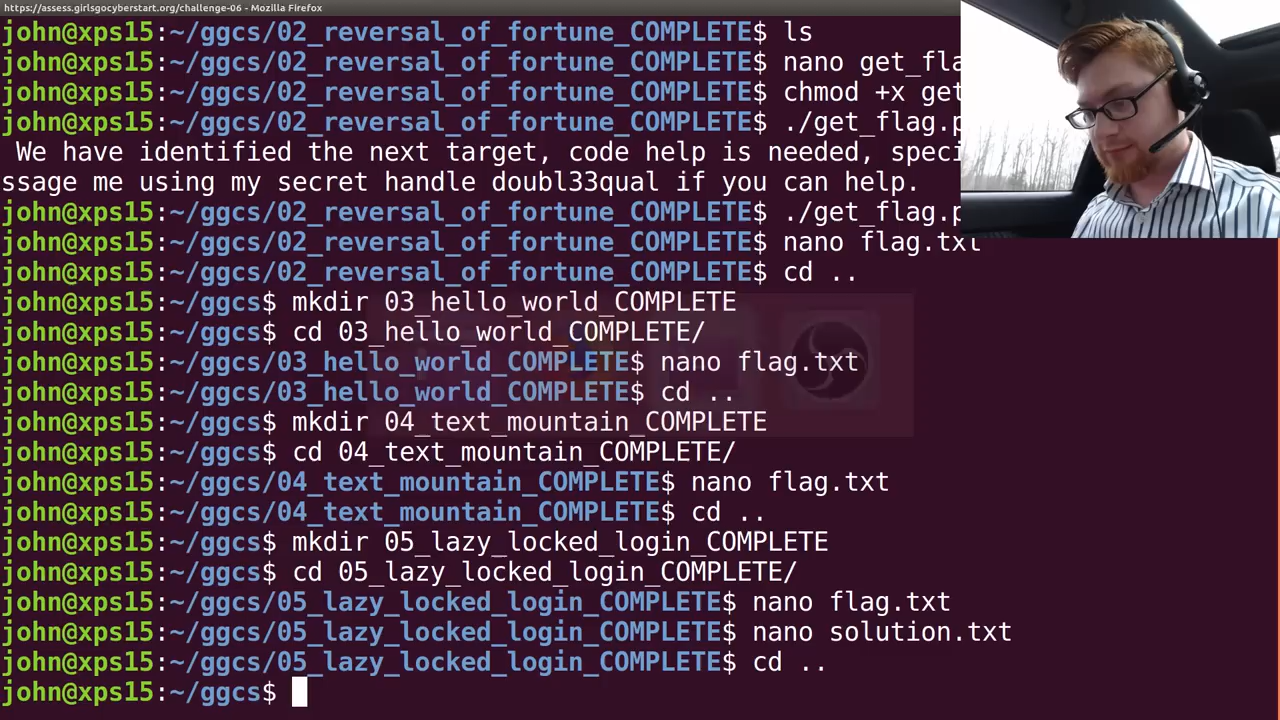 https://assess.girlsgocyberstart.org/challenge-06 - Mozilla Firefox
john@xps15:~/ggcs/02_reversal_of_fortune_COMPLETE$ ls
john@xps15:~/ggcs/02_reversal_of_fortune_COMPLETE$ nano get_fla
john@xps15:~/ggcs/02_reversal_of_fortune_COMPLETE$ chmod +x get
john@xps15:~/ggcs/02_reversal_of_fortune_COMPLETE$ ./get_flag.p
We have identified the next target, code help is needed, speci
ssage me using my secret handle doubl33qual if you can help.
john@xps15:~/ggcs/02_reversal_of_fortune_COMPLETE$ ./get_flag.p
john@xps15:~/ggcs/02_reversal_of_fortune_COMPLETE$ nano flag.txt
john@xps15:~/ggcs/02_reversal_of_fortune_COMPLETE$ cd ..
john@xps15:~/ggcs$ mkdir 03_hello_world_COMPLETE
john@xps15:~/ggcs$ cd 03_hello_world_COMPLETE/
john@xps15:~/ggcs/03_hello_world_COMPLETE$ nano flag.txt
john@xps15:~/ggcs/03_hello_world_COMPLETE$ cd ..
john@xps15:~/ggcs$ mkdir 04_text_mountain_COMPLETE
john@xps15:~/ggcs$ cd 04_text_mountain_COMPLETE/
john@xps15:~/ggcs/04_text_mountain_COMPLETE$ nano flag.txt
john@xps15:~/ggcs/04_text_mountain_COMPLETE$ cd ..
john@xps15:~/ggcs$ mkdir 05_lazy_locked_login_COMPLETE
john@xps15:~/ggcs$ cd 05_lazy_locked_login_COMPLETE/
john@xps15:~/ggcs/05_lazy_locked_login_COMPLETE$ nano flag.txt
john@xps15:~/ggcs/05_lazy_locked_login_COMPLETE$ nano solution.txt
john@xps15:~/ggcs/05_lazy_locked_login_COMPLETE$ cd ..
john@xps15:~/ggcs$